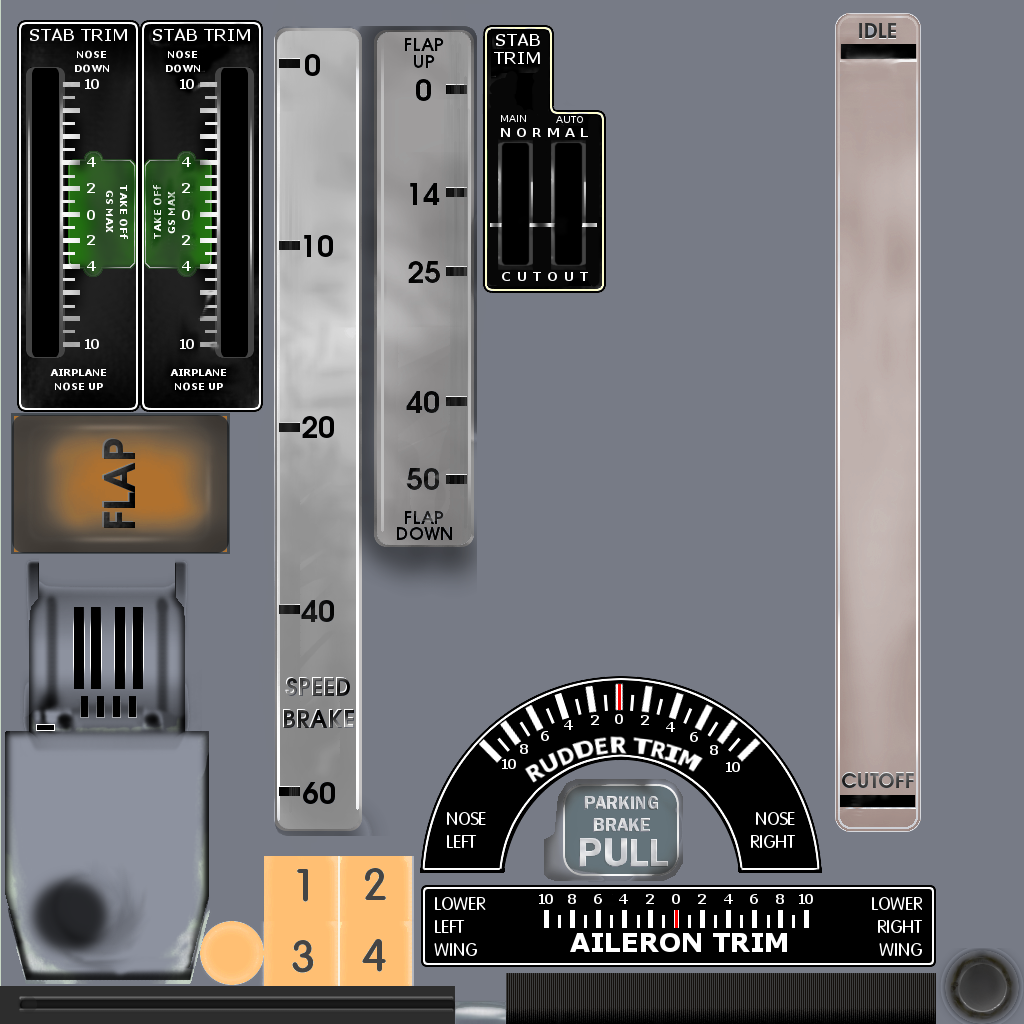 STAB TRIM
NOSE
DOWN
10
4
2
0
2
4
10
TAKE OFF
GS MAX
AIRPLANE
NOSE UP
STAB TRIM
NOSE
DOWN
10
4
2
0
2
4
10
TAKE OFF
GS MAX
AIRPLANE
NOSE UP
FLAP
0
10
20
40
SPEED
BRAKE
60
FLAP
UP
0
14
25
40
50
FLAP
DOWN
STAB
TRIM
MAIN AUTO
NORMAL
CUTOUT
IDLE
CUTOFF
10 8 6 4 2 0 2 4 6 8 10
RUDDER TRIM
NOSE
LEFT
NOSE
RIGHT
PARKING
BRAKE
PULL
1 2
3 4
LOWER
LEFT
WING
10 8 6 4 2 0 2 4 6 8 10
AILERON TRIM
LOWER
RIGHT
WING